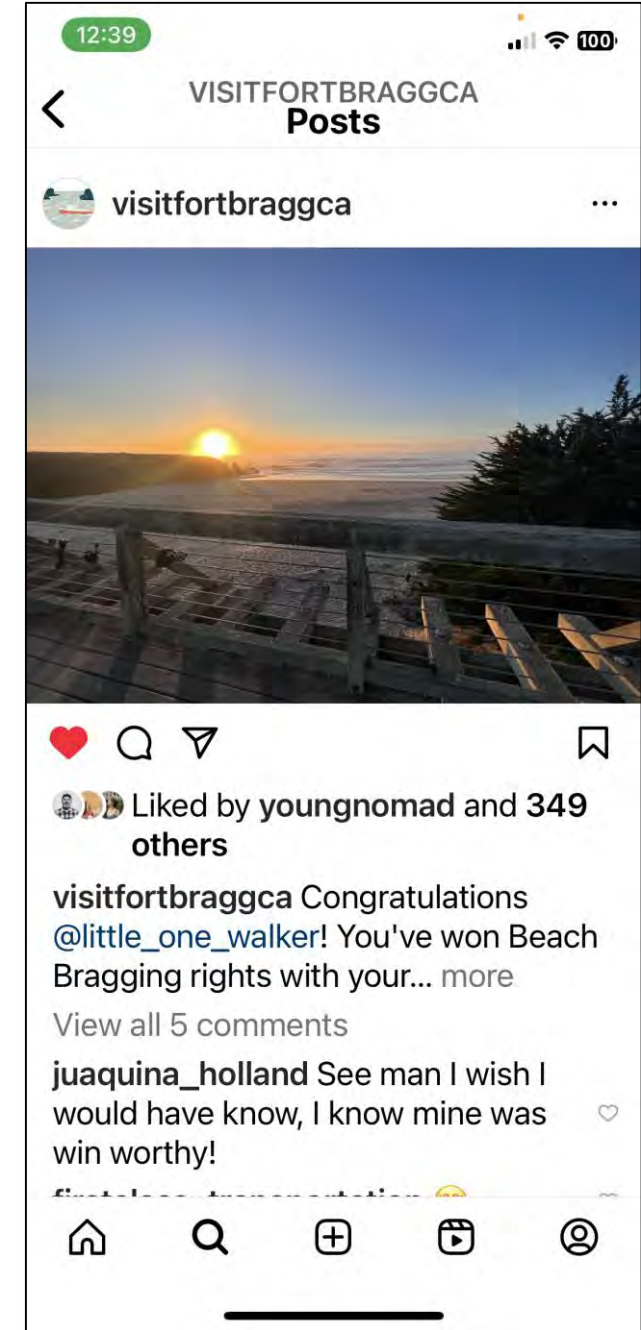 12:39
100
VISITFORTBRAGGCA
Posts
visitfortbraggca
Liked by youngnomad and 349
others
visitfortbraggca Congratulations
@little_one_walker! You've won Beach
Bragging rights with your... more
View all 5 comments
juaquina_holland See man I wish I
would have know, I know mine was
win worthy!